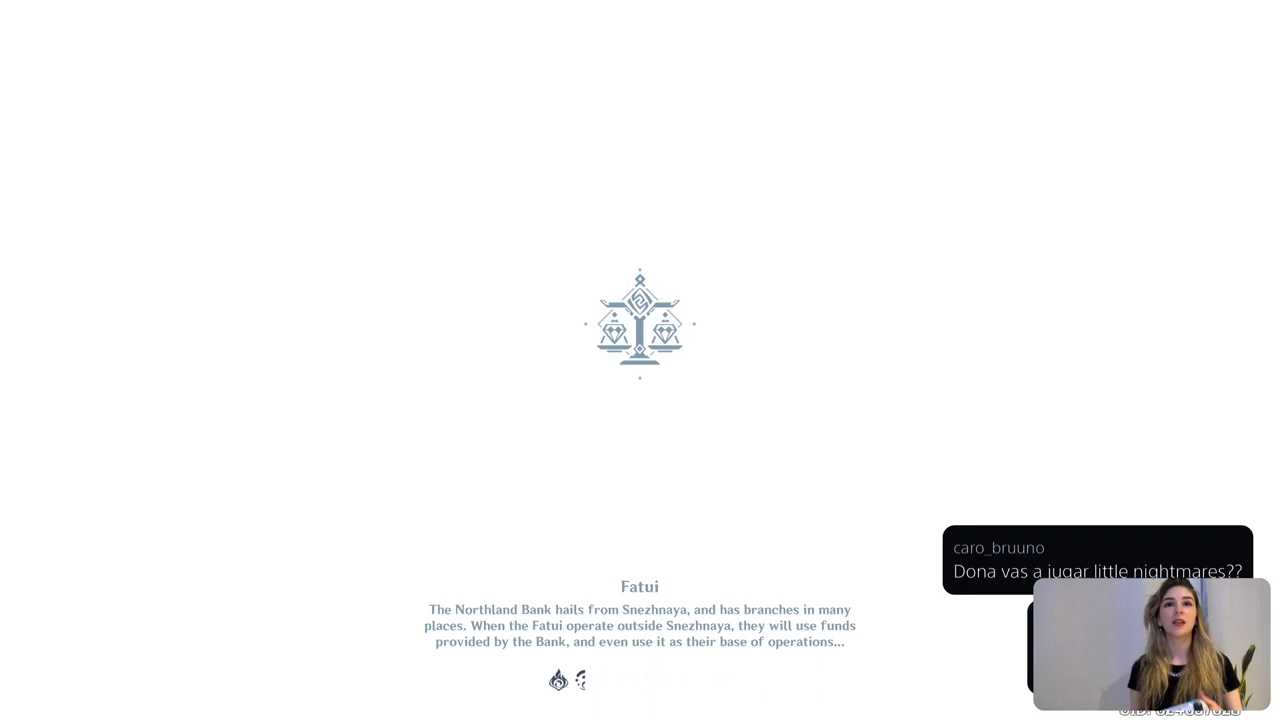 caro_bruuno
Dona vas a jugar little nightmares??
Fatui
The Northland Bank hails from Snezhnaya, and has branches in many
places. When the Fatui operate outside Snezhnaya, they will use funds
provided by the Bank, and even use it as their base of operations...